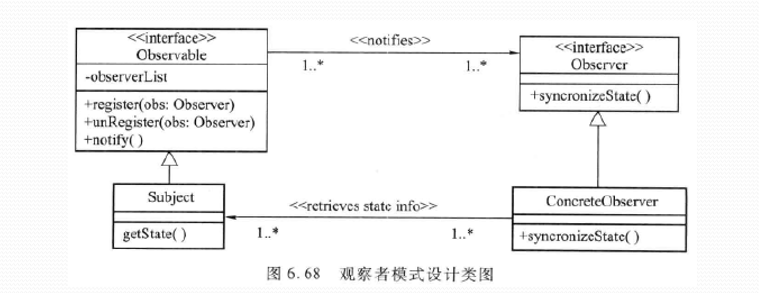 <<interface>>
Observable
-observerList
+register(obs: Observer)
+unRegister(obs: Observer)
+notify( )
<<notifies>>
1..*
1..*
<<interface>>
Observer
+syncronizeState( )
Subject
getState( )
<<retrieves state info>>
1..*
1..*
ConcreteObserver
+syncronizeState( )
图 6.68 观察者模式设计类图